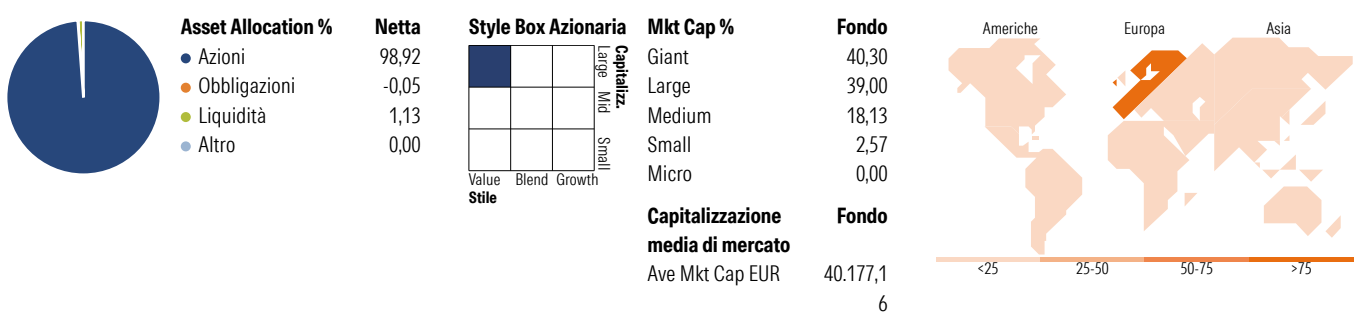 Asset Allocation % Netta
Azioni 98,92
Obbligazioni -0,05
Liquidità 1,13
Altro 0,00
Style Box Azionaria
Capitalizz.
Large Mid Small
Value Blend Growth
Stile
Mkt Cap % Fondo
Giant 40,30
Large 39,00
Medium 18,13
Small 2,57
Micro 0,00
Capitalizzazione Fondo
media di mercato
Ave Mkt Cap EUR 40.177,1
6
Americhe Europa Asia
<25 25-50 50-75 >75